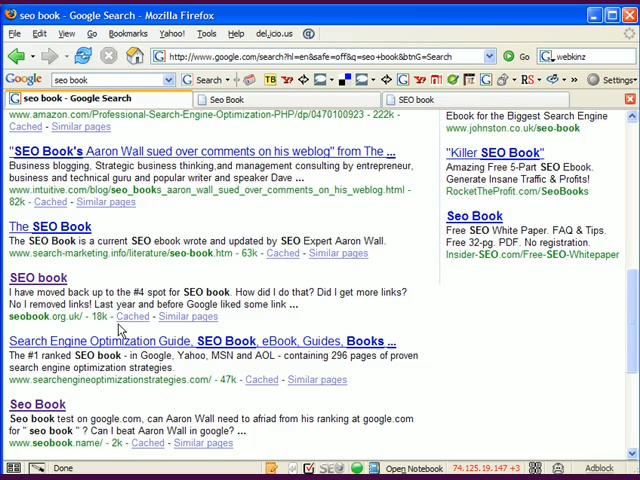 seo book - Google Search - Mozilla Firefox
File Edit View Go Bookmarks Yahoo! Tools del.icio.us Help
http://www.google.com/search?hl=en&safe=off&q=seo+book&btnG=Search Go webkinz
Google seo book Search Settings
seo book - Google Search Seo Book SEO book
www.amazon.com/Professional-Search-Engine-Optimization-PHP/dp/0470100923 - 222k -
Cached - Similar pages
"SEO Book's Aaron Wall sued over comments on his weblog" from The ...
Business blogging, Strategic business thinking,and management consulting by entrepreneur,
business and technical guru and popular writer and speaker Dave ...
www.intuitive.com/blog/seo_books_aaron_wall_sued_over_comments_on_his_weblog.html -
82k - Cached - Similar pages
The SEO Book
The SEO Book is a current SEO ebook wrote and updated by SEO Expert Aaron Wall.
www.search-marketing.info/literature/seo-book.htm - 63k - Cached - Similar pages
SEO book
I have moved back up to the #4 spot for SEO book. How did I do that? Did I get more links?
No I removed links! Last year and before Google liked some link ...
seobook.org.uk/ - 18k - Cached - Similar pages
Search Engine Optimization Guide, SEO Book, eBook, Guides, Books ...
The #1 ranked SEO book - in Google, Yahoo, MSN and AOL - containing 296 pages of proven
search engine optimization strategies.
www.searchengineoptimizationstrategies.com/ - 47k - Cached - Similar pages
Seo Book
Seo book test on google.com, can Aaron Wall need to afriad from his ranking at google.com
for " seo book " ? Can I beat Aaron Wall in google? ...
www.seobook.name/ - 2k - Cached - Similar pages
Ebook for the Biggest Search Engine
www.johnston.co.uk/seo-book
"Killer SEO Book"
Amazing Free 5-Part SEO Ebook.
Generate Insane Traffic & Profits!
RocketTheProfit.com/SeoBooks
Seo Book
Free SEO White Paper. FAQ & Tips.
Free 32-pg. PDF. No registration.
Insider-SEO.com/Free-SEO-Whitepaper
Done SEO Open Notebook 74.125.19.147 +3 Adblock